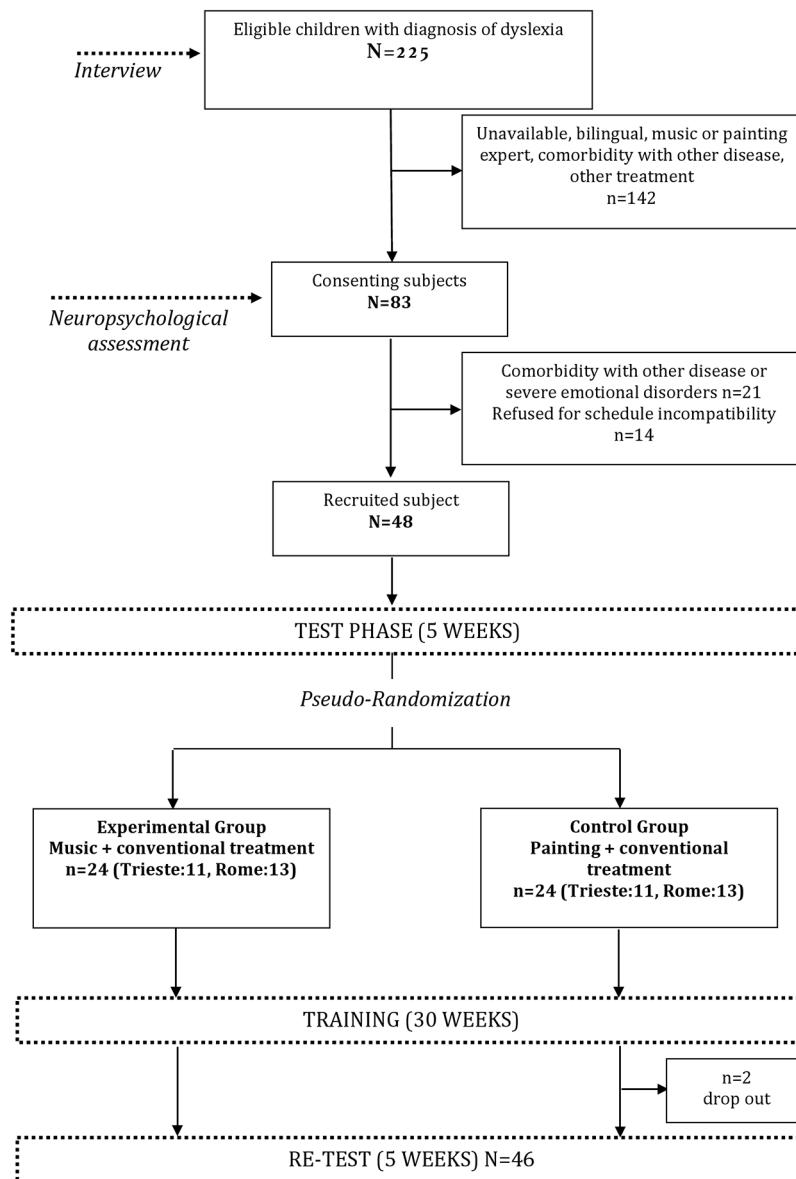 Eligible children with diagnosis of dyslexia
N=225
Interview
Unavailable, bilingual, music or painting
expert, comorbidity with other disease,
other treatment
n=142
Consenting subjects
N=83
Neuropsychological
assessment
Comorbidity with other disease or
severe emotional disorders n=21
Refused for schedule incompatibility
n=14
Recruited subject
N=48
TEST PHASE (5 WEEKS)
Pseudo-Randomization
Experimental Group
Music + conventional treatment
n=24 (Trieste:11, Rome:13)
Control Group
Painting + conventional
treatment
n=24 (Trieste:11, Rome:13)
TRAINING (30 WEEKS)
n=2
drop out
RE-TEST (5 WEEKS) N=46